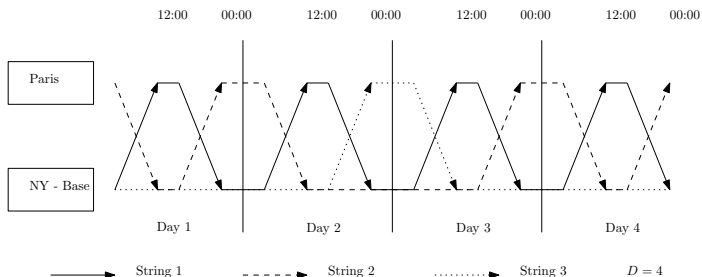 12:00 00:00 12:00 00:00 12:00 00:00 12:00 00:00
Paris
NY - Base
Day 1 Day 2 Day 3 Day 4
String 1 String 2 String 3 D = 4